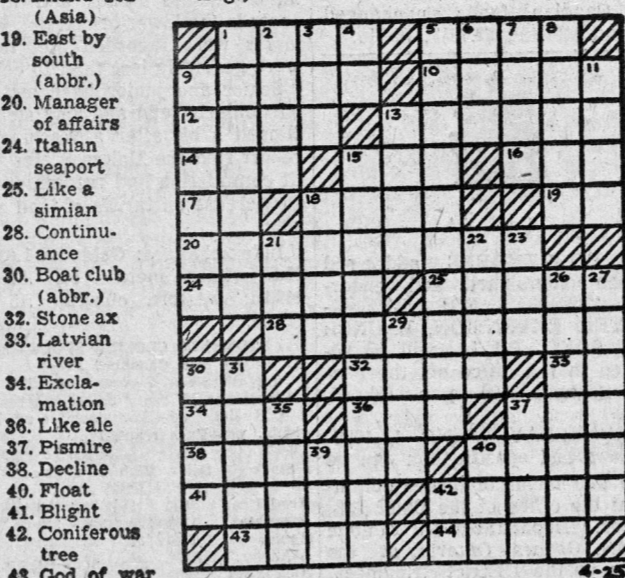 (Asia)
19. East by
south
(abbr.)
20. Manager
of affairs
24. Italian
seaport
25. Like a
simian
28. Continu-
ance
30. Boat club
(abbr.)
32. Stone ax
33. Latvian
river
34. Excla-
mation
36. Like ale
37. Pismire
38. Decline
40. Float
41. Blight
42. Coniferous
tree
43. God of war
1 2 3 4 5 6 7 8
9 10 11
12 13
14 15 16
17 18 19
20 21 22 23
24 25 26 27
28 29
30 31 32 33
34 35 36 37
38 39 40
41 42
43 44
4-25